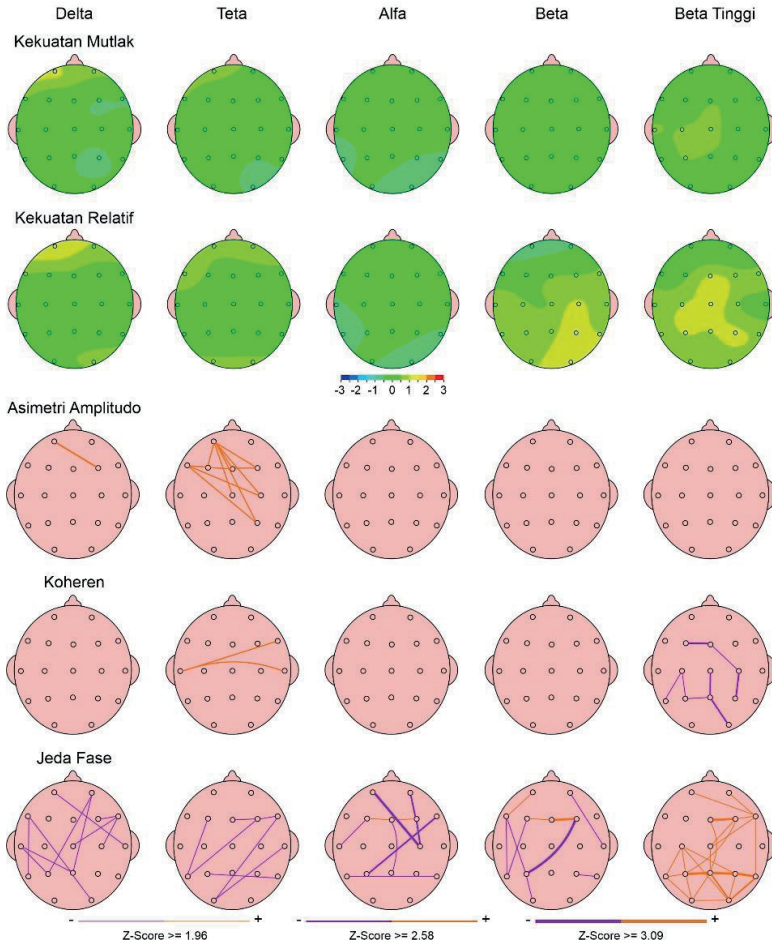 Delta Teta Alfa Beta Beta Tinggi
Kekuatan Mutlak
Kekuatan Relatif
-3 -2 -1 0 1 2 3
Asimetri Amplitudo
Koheren
Jeda Fase
- + - + - +
Z-Score >= 1.96 Z-Score >= 2.58 Z-Score >= 3.09